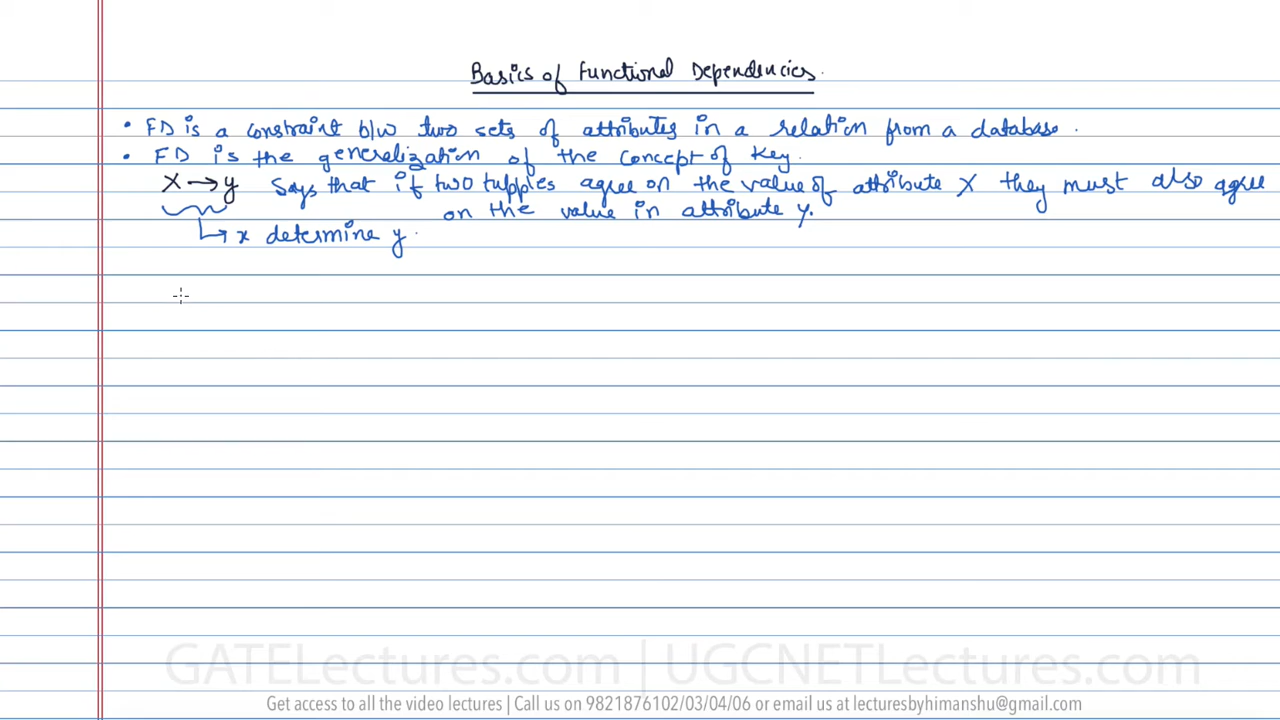 Basics of Functional Dependencies.
• FD is a constraint b/w two sets of attributes in a relation from a database.
• FD is the generalization of the concept of key.
X → y Says that if two tupples agree on the value of attribute X they must also agree
on the value in attribute y.
↳ x determine y.
GATELectures.com | UGCNETLectures.com
Get access to all the video lectures | Call us on 9821876102/03/04/06 or email us at lecturesbyhimanshu@gmail.com